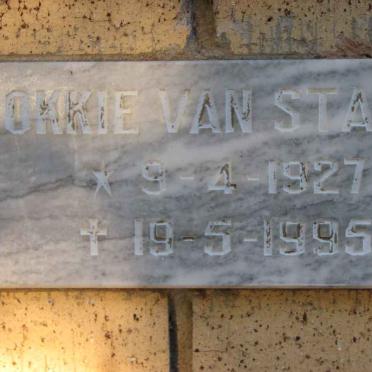 OKKIE VAN STA
★ 9-4-1927
✝ 19-5-1995